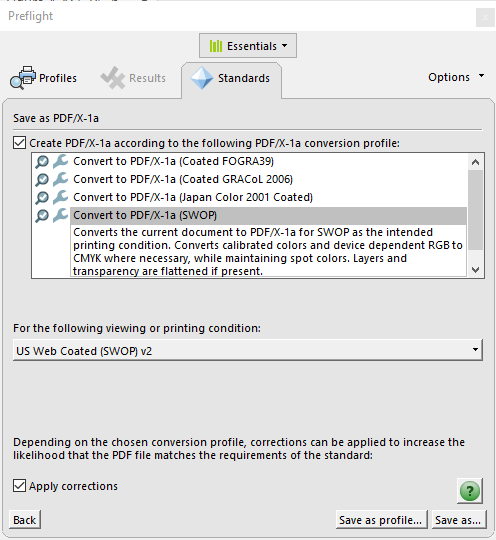 Preflight
x
Essentials
Profiles
Results
Standards
Options
Save as PDF/X-1a
Create PDF/X-1a according to the following PDF/X-1a conversion profile:
Convert to PDF/X-1a (Coated FOGRA39)
Convert to PDF/X-1a (Coated GRACoL 2006)
Convert to PDF/X-1a (Japan Color 2001 Coated)
Convert to PDF/X-1a (SWOP)
Converts the current document to PDF/X-1a for SWOP as the intended
printing condition. Converts calibrated colors and device dependent RGB to
CMYK where necessary, while maintaining spot colors. Layers and
transparency are flattened if present.
For the following viewing or printing condition:
US Web Coated (SWOP) v2
Depending on the chosen conversion profile, corrections can be applied to increase the
likelihood that the PDF file matches the requirements of the standard:
Apply corrections
?
Back
Save as profile...
Save as...